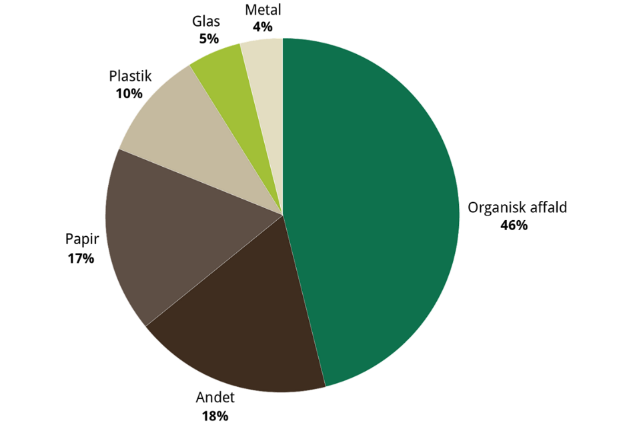 Metal
4%
Glas
5%
Plastik
10%
Organisk affald
46%
Papir
17%
Andet
18%